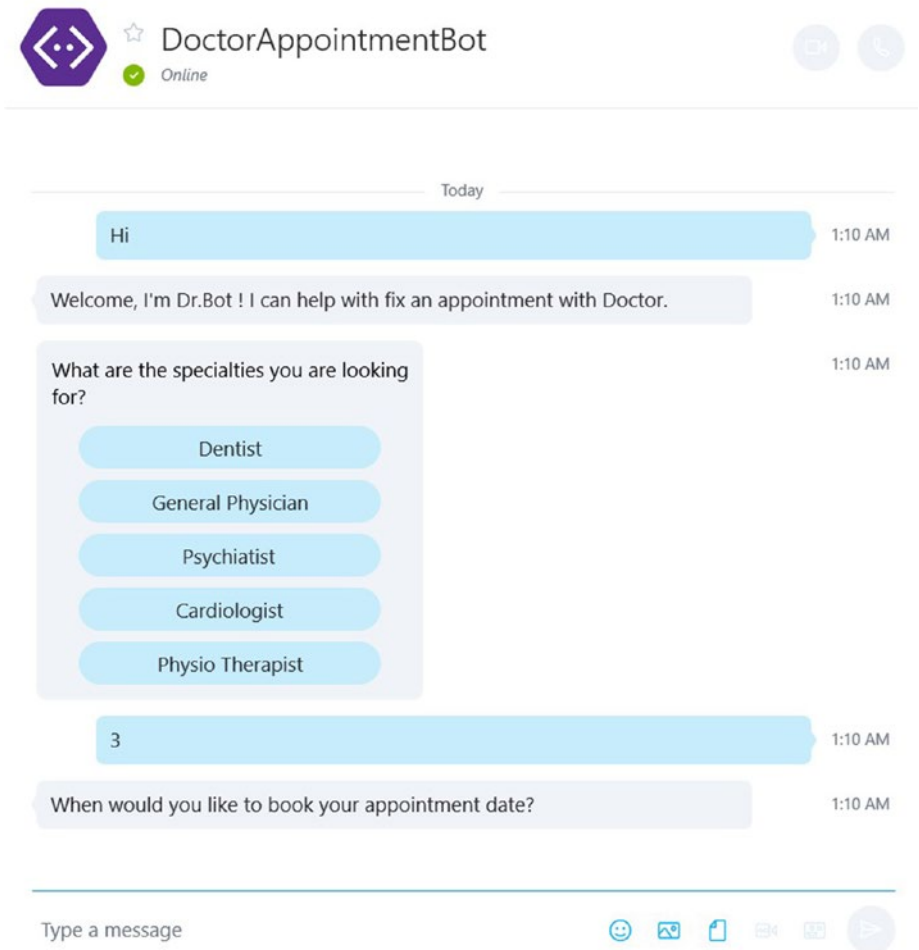 DoctorAppointmentBot
Online
Today
Hi
1:10 AM
Welcome, I'm Dr.Bot ! I can help with fix an appointment with Doctor.
1:10 AM
What are the specialties you are looking
for?
1:10 AM
Dentist
General Physician
Psychiatist
Cardiologist
Physio Therapist
3
1:10 AM
When would you like to book your appointment date?
1:10 AM
Type a message